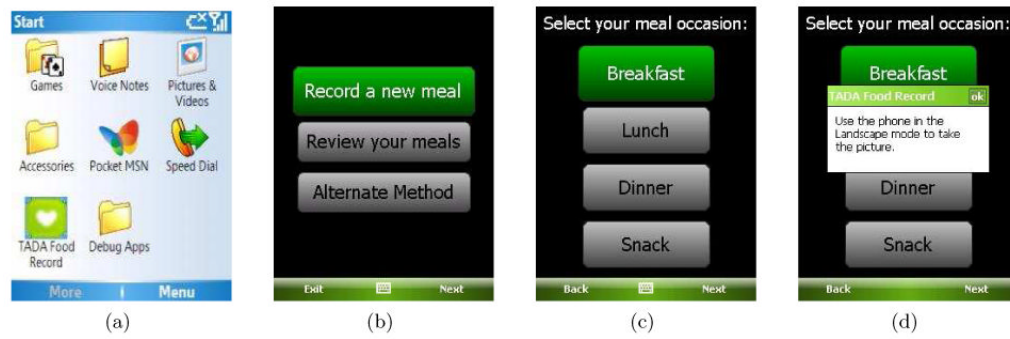 Start
Games
Voice Notes
Pictures &
Videos
Accessories
Pocket MSN
Speed Dial
TADA Food
Record
Debug Apps
More
Menu
(a)
Record a new meal
Review your meals
Alternate Method
Exit
Next
(b)
Select your meal occasion:
Breakfast
Lunch
Dinner
Snack
Back
Next
(c)
Select your meal occasion:
Breakfast
TADA Food Record
ok
Use the phone in the
Landscape mode to take
the picture.
Dinner
Snack
Back
Next
(d)